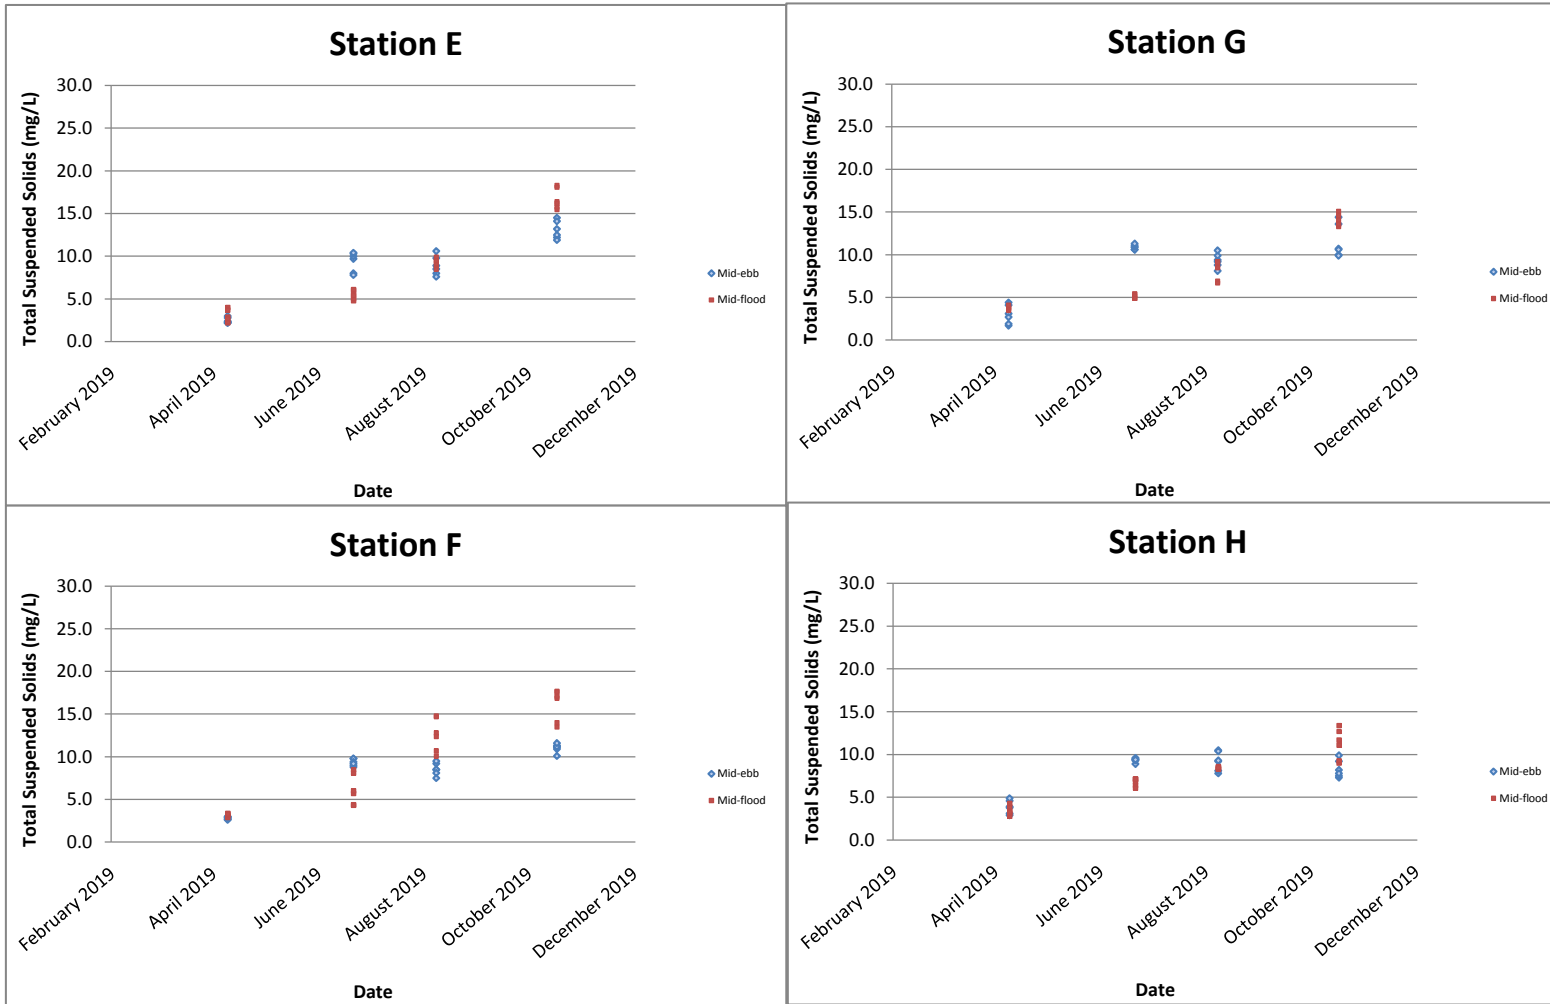 Station E
Total Suspended Solids (mg/L)
30.0
25.0
20.0
15.0
10.0
5.0
0.0
February 2019
April 2019
June 2019
August 2019
October 2019
December 2019
Date
Mid-ebb
Mid-flood
Station G
Total Suspended Solids (mg/L)
30.0
25.0
20.0
15.0
10.0
5.0
0.0
February 2019
April 2019
June 2019
August 2019
October 2019
December 2019
Date
Mid-ebb
Mid-flood
Station F
Total Suspended Solids (mg/L)
30.0
25.0
20.0
15.0
10.0
5.0
0.0
February 2019
April 2019
June 2019
August 2019
October 2019
December 2019
Date
Mid-ebb
Mid-flood
Station H
Total Suspended Solids (mg/L)
30.0
25.0
20.0
15.0
10.0
5.0
0.0
February 2019
April 2019
June 2019
August 2019
October 2019
December 2019
Date
Mid-ebb
Mid-flood